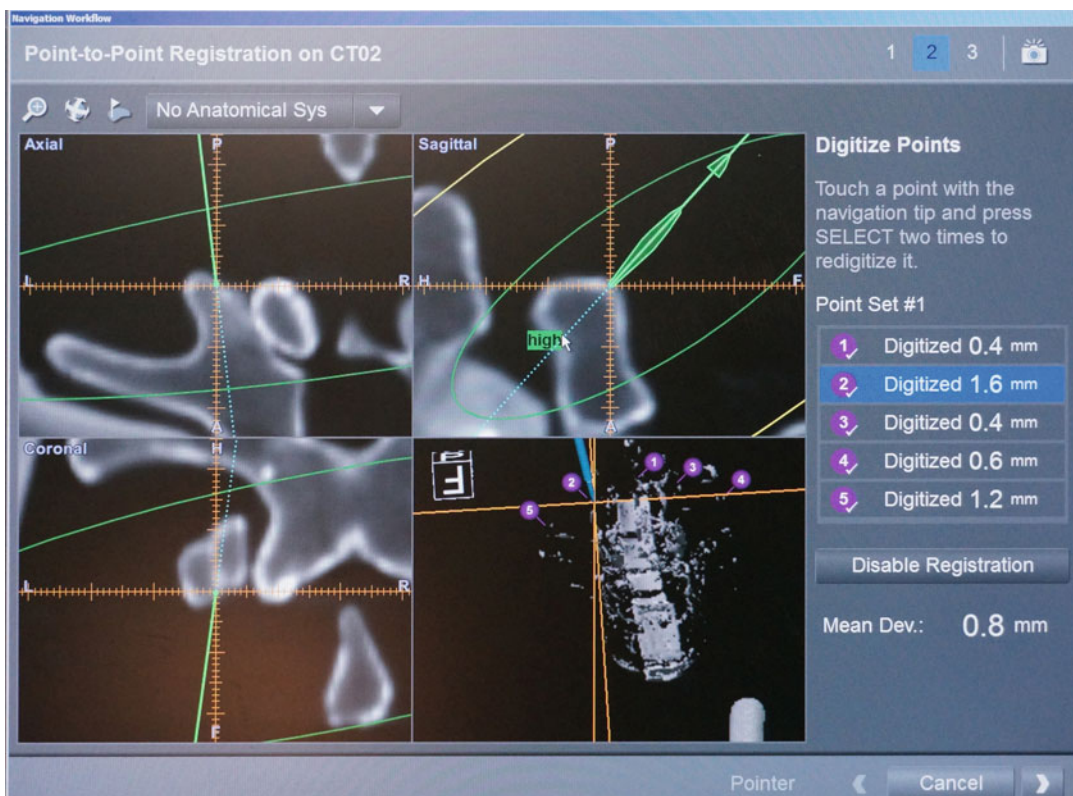 Navigation Workflow
Point-to-Point Registration on CT02
1 2 3
No Anatomical Sys
Axial
P
L
R
A
Sagittal
P
H
F
high
A
Coronal
H
L
R
F
F
1
2
3
4
5
Digitize Points
Touch a point with the
navigation tip and press
SELECT two times to
redigitize it.
Point Set #1
1 Digitized 0.4 mm
2 Digitized 1.6 mm
3 Digitized 0.4 mm
4 Digitized 0.6 mm
5 Digitized 1.2 mm
Disable Registration
Mean Dev.: 0.8 mm
Pointer
Cancel